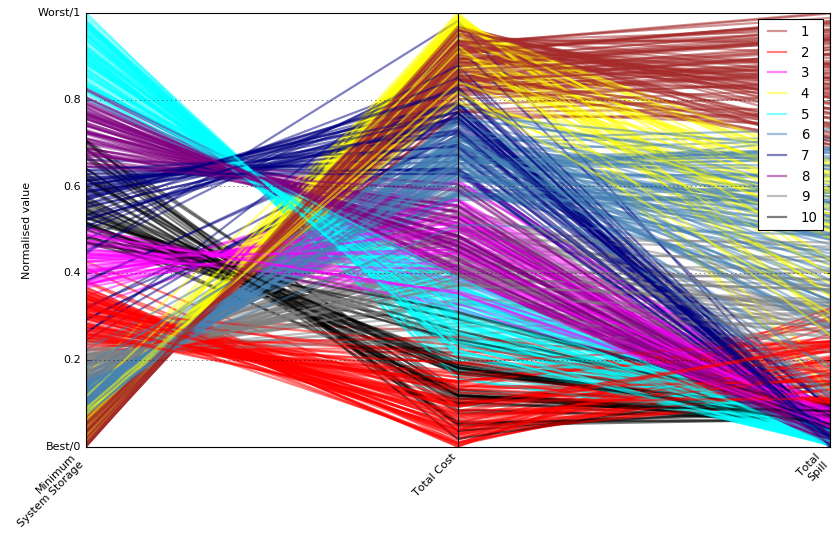 Worst/1
0.8
0.6
0.4
0.2
Best/0
Normalised value
1
2
3
4
5
6
7
8
9
10
Minimum
System Storage
Total Cost
Total
Spill